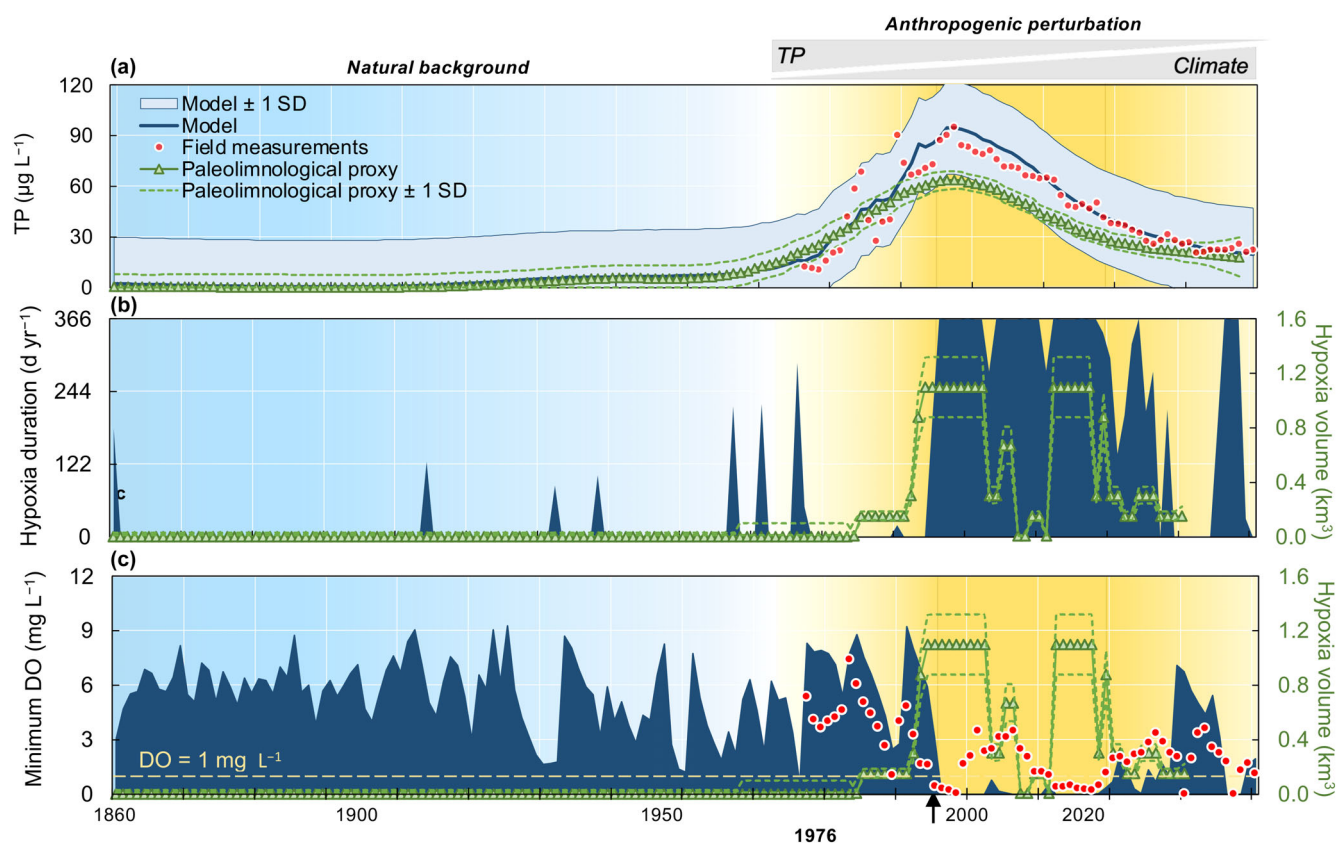 Anthropogenic perturbation
TP
Climate
(a)
Natural background
TP (µg L⁻¹)
120
90
60
30
0
Model ± 1 SD
Model
Field measurements
Paleolimnological proxy
Paleolimnological proxy ± 1 SD
(b)
Hypoxia duration (d yr⁻¹)
366
244
122
0
c
1.6
1.2
0.8
0.4
0.0
Hypoxia volume (km³)
(c)
Minimum DO (mg L⁻¹)
12
9
6
3
0
DO = 1 mg L⁻¹
1.6
1.2
0.8
0.4
0.0
Hypoxia volume (km³)
1860
1900
1950
1976
2000
2020